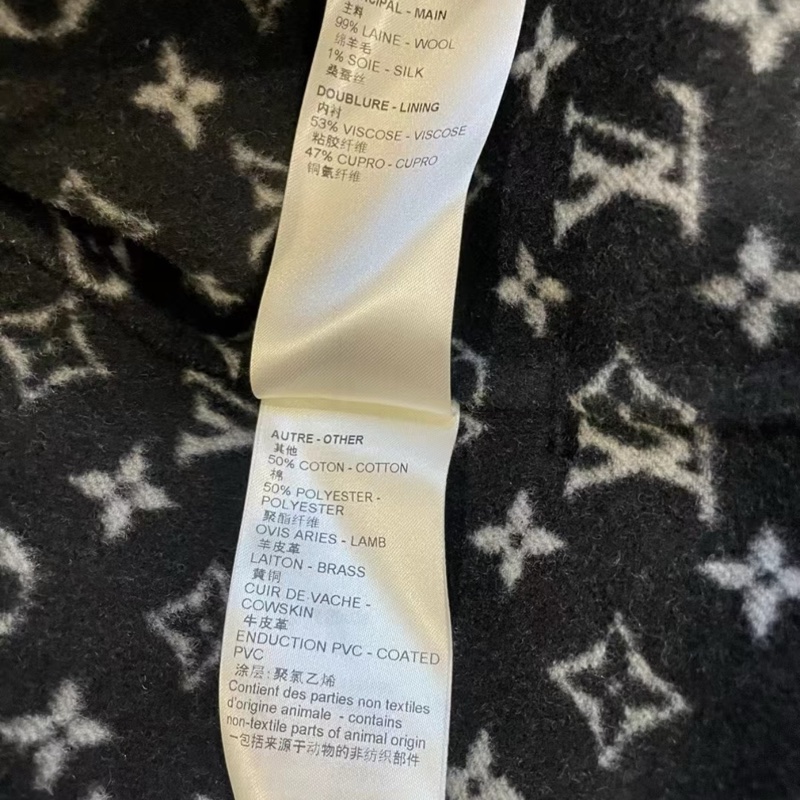 PRINCIPAL - MAIN
主料
99% LAINE - WOOL
绵羊毛
1% SOIE - SILK
桑蚕丝
DOUBLURE - LINING
内衬
53% VISCOSE - VISCOSE
粘胶纤维
47% CUPRO - CUPRO
铜氨纤维
AUTRE - OTHER
其他
50% COTON - COTTON
棉
50% POLYESTER -
POLYESTER
聚酯纤维
OVIS ARIES - LAMB
羊皮革
LAITON - BRASS
黄铜
CUIR DE VACHE -
COWSKIN
牛皮革
ENDUCTION PVC - COATED
PVC
涂层:聚氯乙烯
Contient des parties non textiles
d'origine animale - contains
non-textile parts of animal origin
一包括来源于动物的非纺织部件